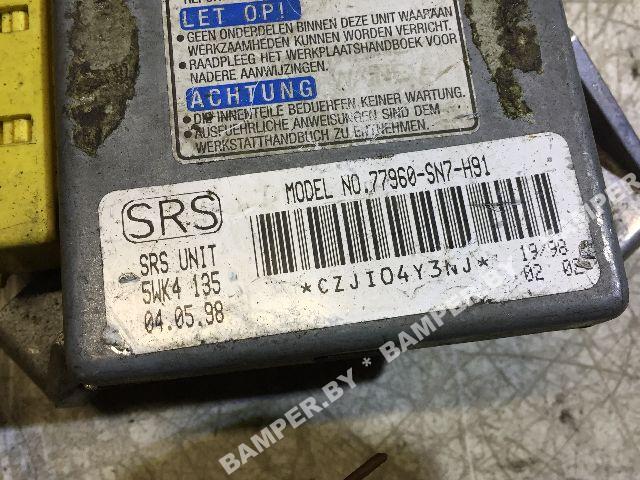 LET OP!
• GEEN ONDERDELEN BINNEN DEZE UNIT WAARAAN
WERKZAAMHEDEN KUNNEN WORDEN VERRICHT.
• RAADPLEEG HET WERKPLAATSHANDBOEK VOOR
NADERE AANWIJZINGEN.
ACHTUNG
• DIE INNENTEILE BEDUERFEN KEINER WARTUNG.
• AUSFUEHRLICHE ANWEISUNGEN SIND DEM
WERKSTATTHANDBUCH ZU ENTNEHMEN.
SRS
MODEL NO. 77960-SN7-H91
SRS UNIT
5WK4 135
04.05.98
*CZJI04Y3NJ*
19/98
02
BAMPER.BY * BAMPER.BY * BAMPER.BY